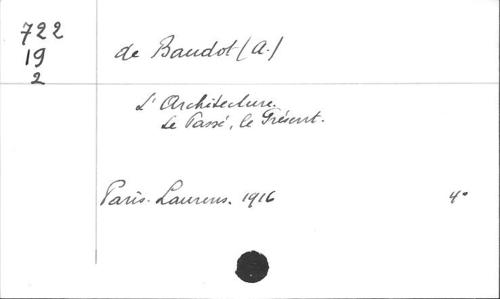 722
19
2
de Baudot (A.)
L'Architecture.
Le Passé, le Présent.
Paris. Laurens. 1916 4°